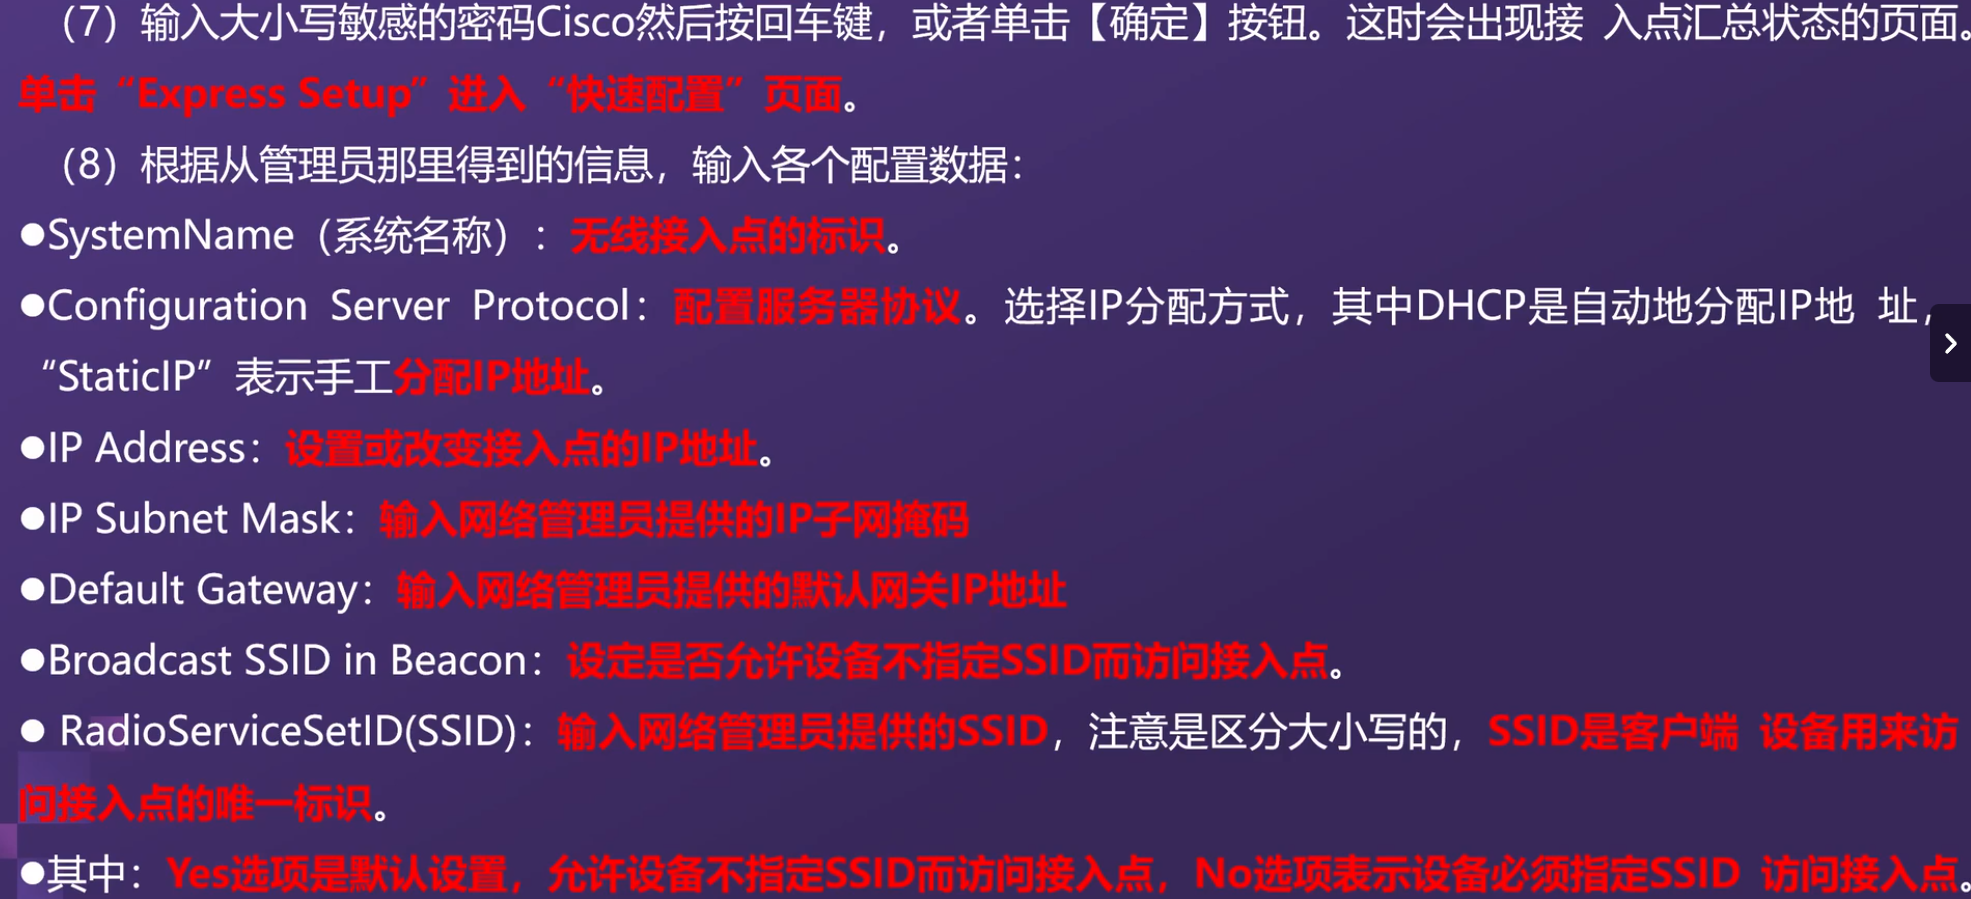 （7）输入大小写敏感的密码Cisco然后按回车键，或者单击【确定】按钮。这时会出现接 入点汇总状态的页面。
单击“Express Setup”进入“快速配置”页面。
（8）根据从管理员那里得到的信息，输入各个配置数据：
●SystemName（系统名称）：无线接入点的标识。
●Configuration Server Protocol：配置服务器协议。选择IP分配方式，其中DHCP是自动地分配IP地 址，
“StaticIP”表示手工分配IP地址。
●IP Address：设置或改变接入点的IP地址。
●IP Subnet Mask：输入网络管理员提供的IP子网掩码
●Default Gateway：输入网络管理员提供的默认网关IP地址
●Broadcast SSID in Beacon：设定是否允许设备不指定SSID而访问接入点。
● RadioServiceSetID(SSID)：输入网络管理员提供的SSID，注意是区分大小写的，SSID是客户端 设备用来访
问接入点的唯一标识。
●其中：Yes选项是默认设置，允许设备不指定SSID而访问接入点，No选项表示设备必须指定SSID 访问接入点。